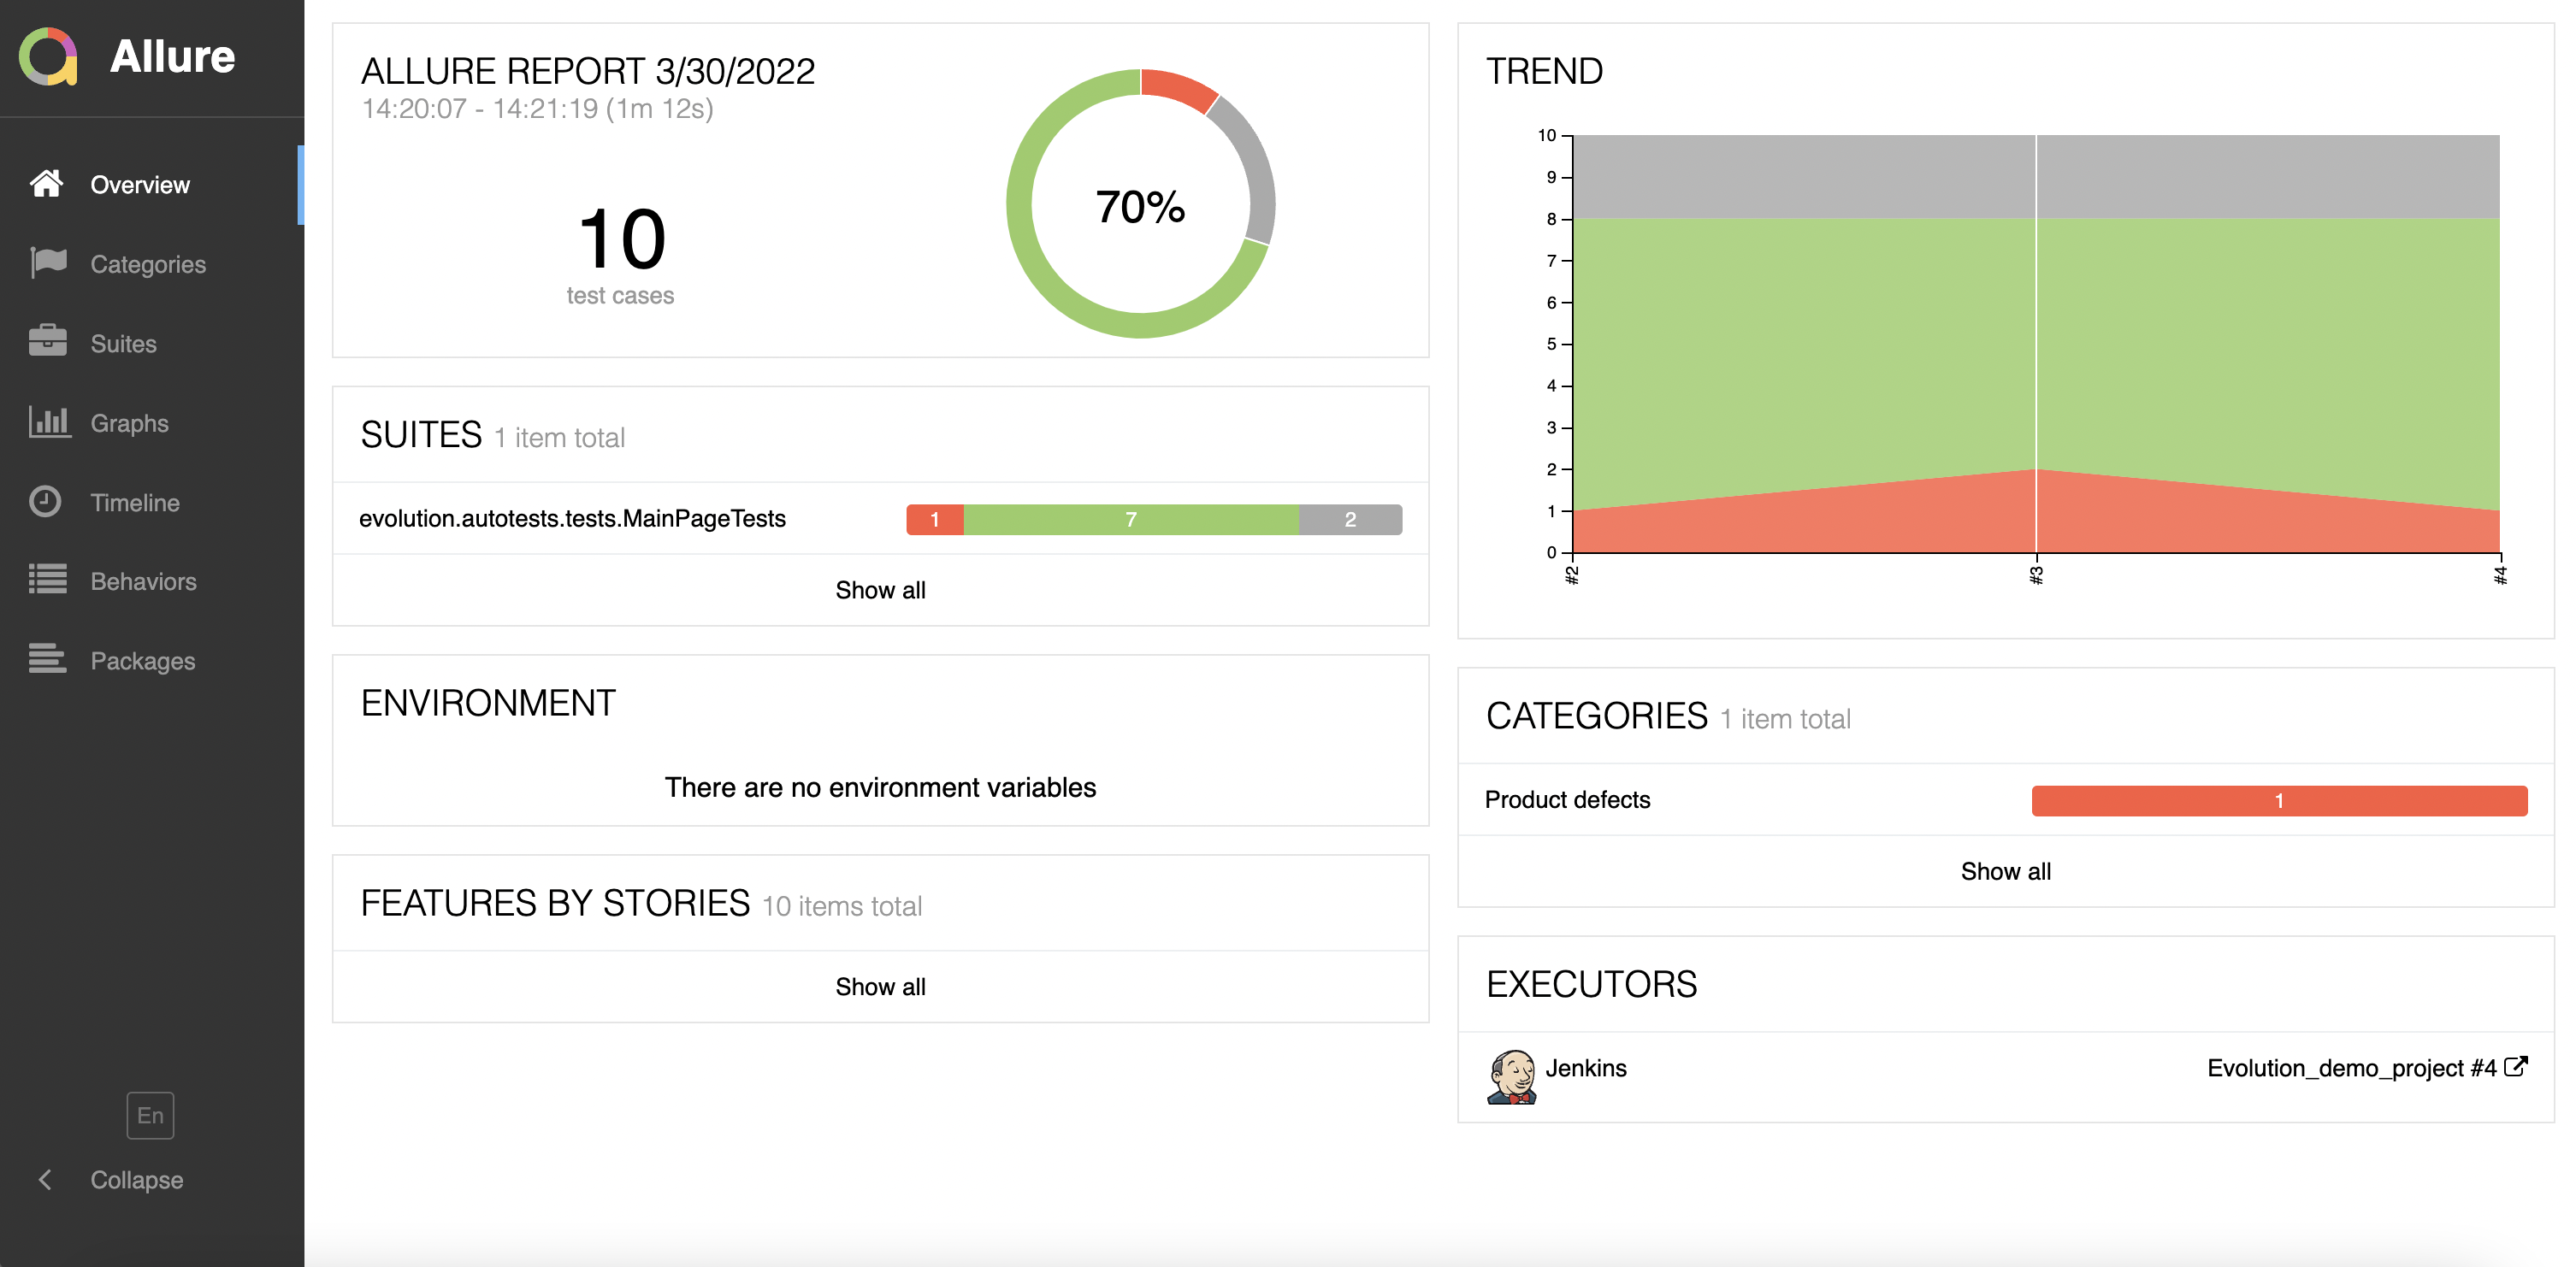 Allure
Overview
Categories
Suites
Graphs
Timeline
Behaviors
Packages
En
Collapse
ALLURE REPORT 3/30/2022
14:20:07 - 14:21:19 (1m 12s)
10
test cases
70%
SUITES 1 item total
evolution.autotests.tests.MainPageTests 1 7 2
Show all
ENVIRONMENT
There are no environment variables
FEATURES BY STORIES 10 items total
Show all
TREND
10
9
8
7
6
5
4
3
2
1
0
#2 #3 #4
CATEGORIES 1 item total
Product defects 1
Show all
EXECUTORS
Jenkins Evolution_demo_project #4